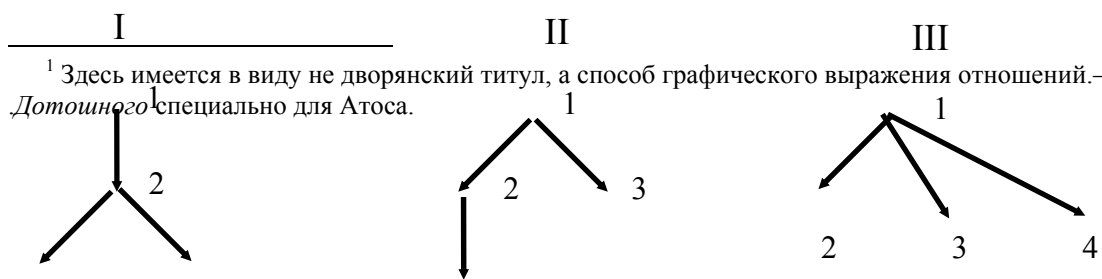 I II III
1 Здесь имеется в виду не дворянский титул, а способ графического выражения отношений.–
.Дотошного специально для Атоса.
1 1 1
2 2 3
2 3 4